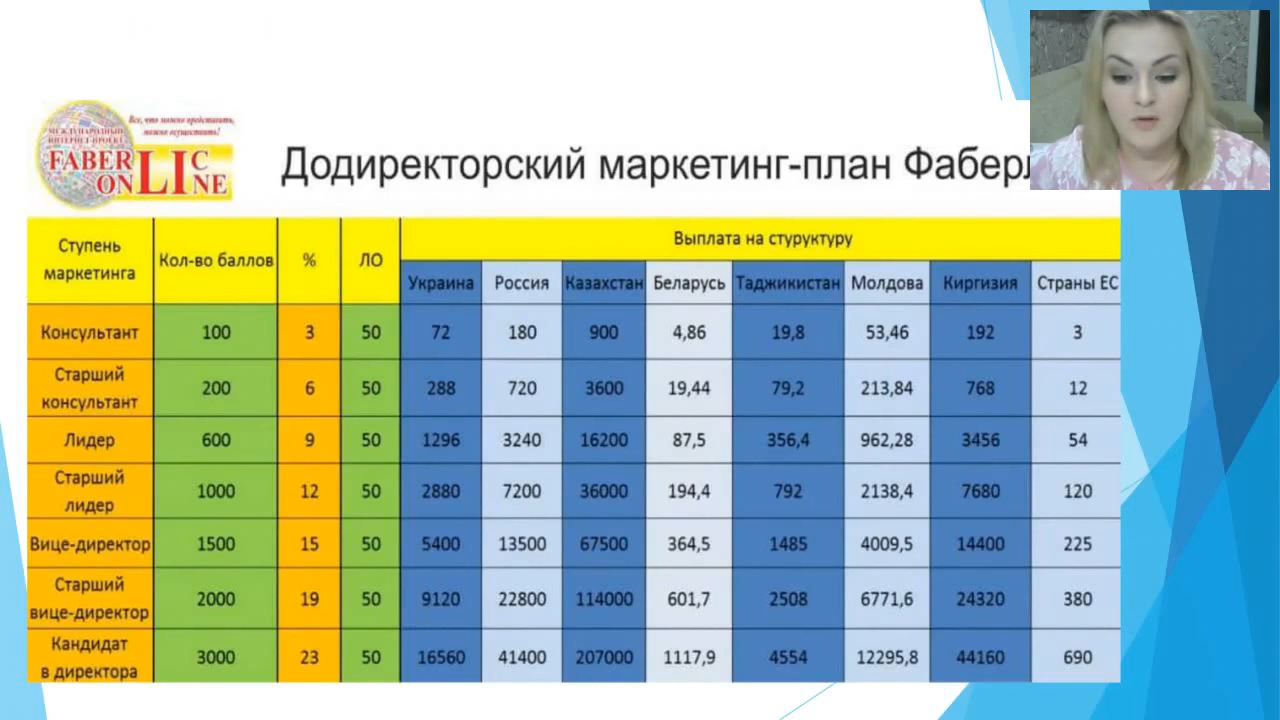 Все, что можно представить,
можно осуществить!
МЕЖДУНАРОДНЫЙ
ИНТЕРНЕТ-ПРОЕКТ
FABERLIC
ONLINE
Додиректорский маркетинг-план Фаберл
Ступень маркетинга Кол-во баллов % ЛО Выплата на стуруктуру
Украина Россия Казахстан Беларусь Таджикистан Молдова Киргизия Страны ЕС
Консультант 100 3 50 72 180 900 4,86 19,8 53,46 192 3
Старший консультант 200 6 50 288 720 3600 19,44 79,2 213,84 768 12
Лидер 600 9 50 1296 3240 16200 87,5 356,4 962,28 3456 54
Старший лидер 1000 12 50 2880 7200 36000 194,4 792 2138,4 7680 120
Вице-директор 1500 15 50 5400 13500 67500 364,5 1485 4009,5 14400 225
Старший вице-директор 2000 19 50 9120 22800 114000 601,7 2508 6771,6 24320 380
Кандидат в директора 3000 23 50 16560 41400 207000 1117,9 4554 12295,8 44160 690